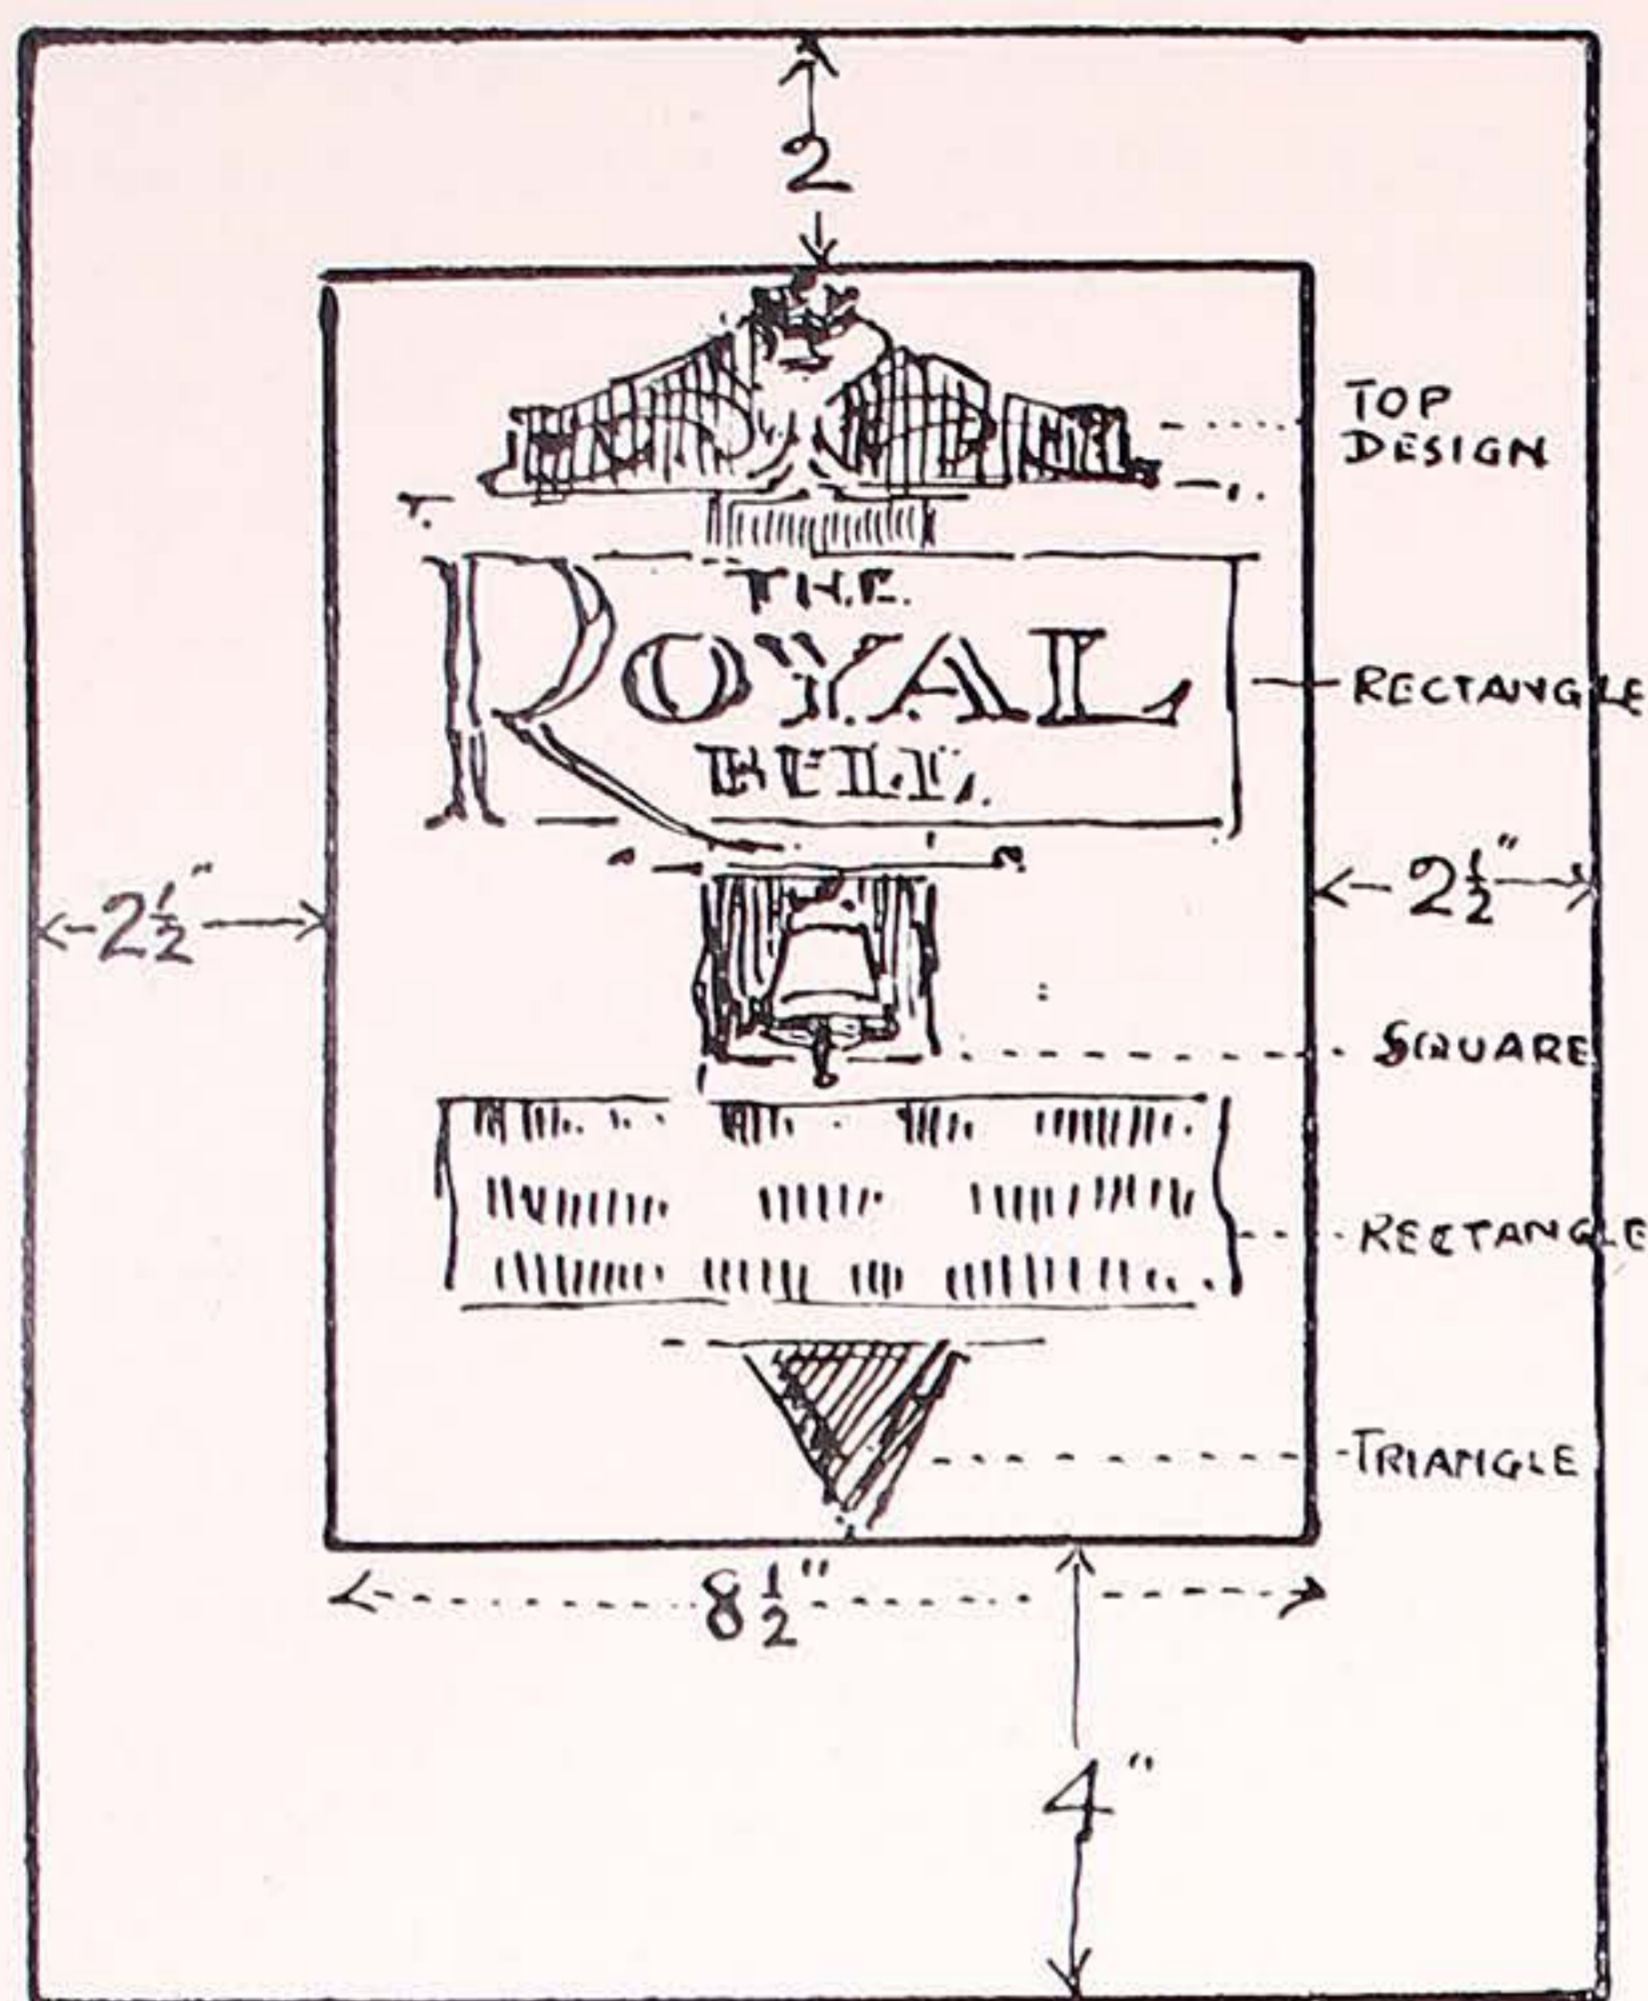 2
TOP
DESIGN
THE
ROYAL
BELL
RECTANGLE
2½"
2½"
SQUARE
RECTANGLE
TRIANGLE
8½"
4"